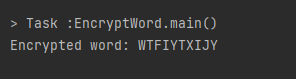 > Task :EncryptWord.main()
Encrypted word: WTFIYTXIJY